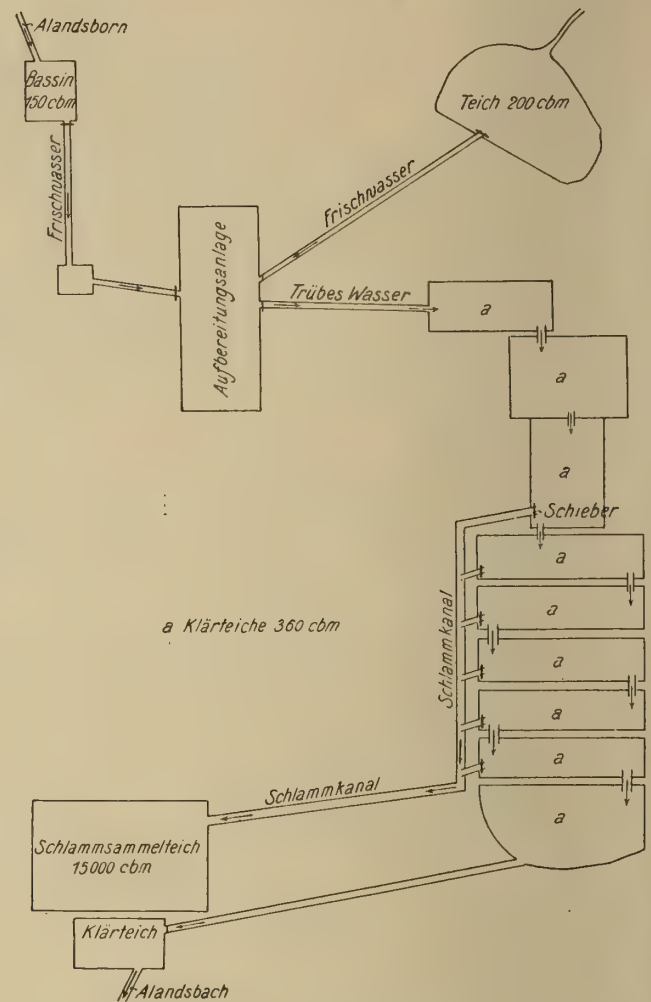 Alandsborn
Bassin
150 cbm
Teich 200 cbm
Frischwasser
Frischwasser
Aufbereitungsanlage
Trübes Wasser
a
a
a
Schieber
a
a
a
a
a
a
a Klärteiche 360 cbm
Schlammkanal
Schlammkanal
Schlammsammelteich
15000 cbm
Klärteich
Alandsbach